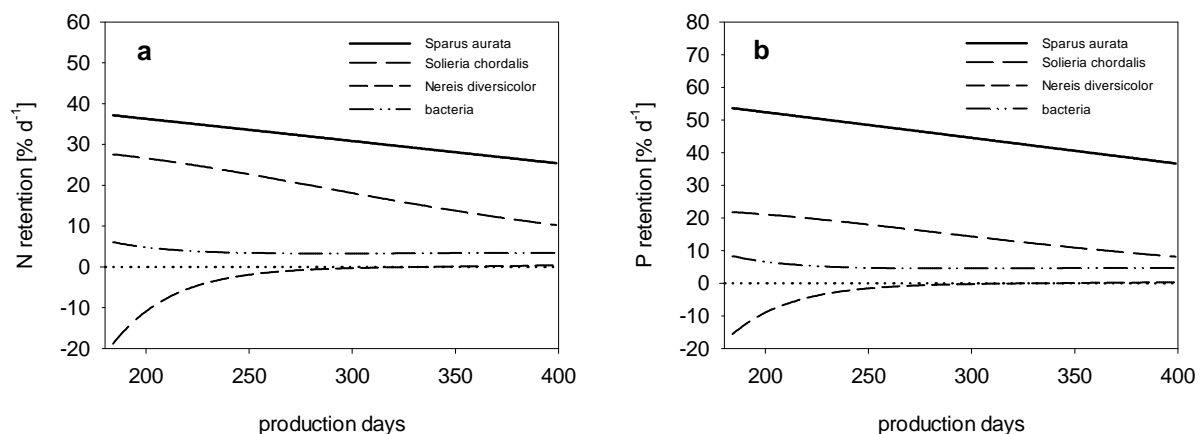 a
Sparus aurata
Solieria chordalis
Nereis diversicolor
bacteria
N retention [% d⁻¹]
60
50
40
30
20
10
0
-10
-20
200
250
300
350
400
production days
b
Sparus aurata
Solieria chordalis
Nereis diversicolor
bacteria
P retention [% d⁻¹]
80
70
60
50
40
30
20
10
0
-10
-20
200
250
300
350
400
production days